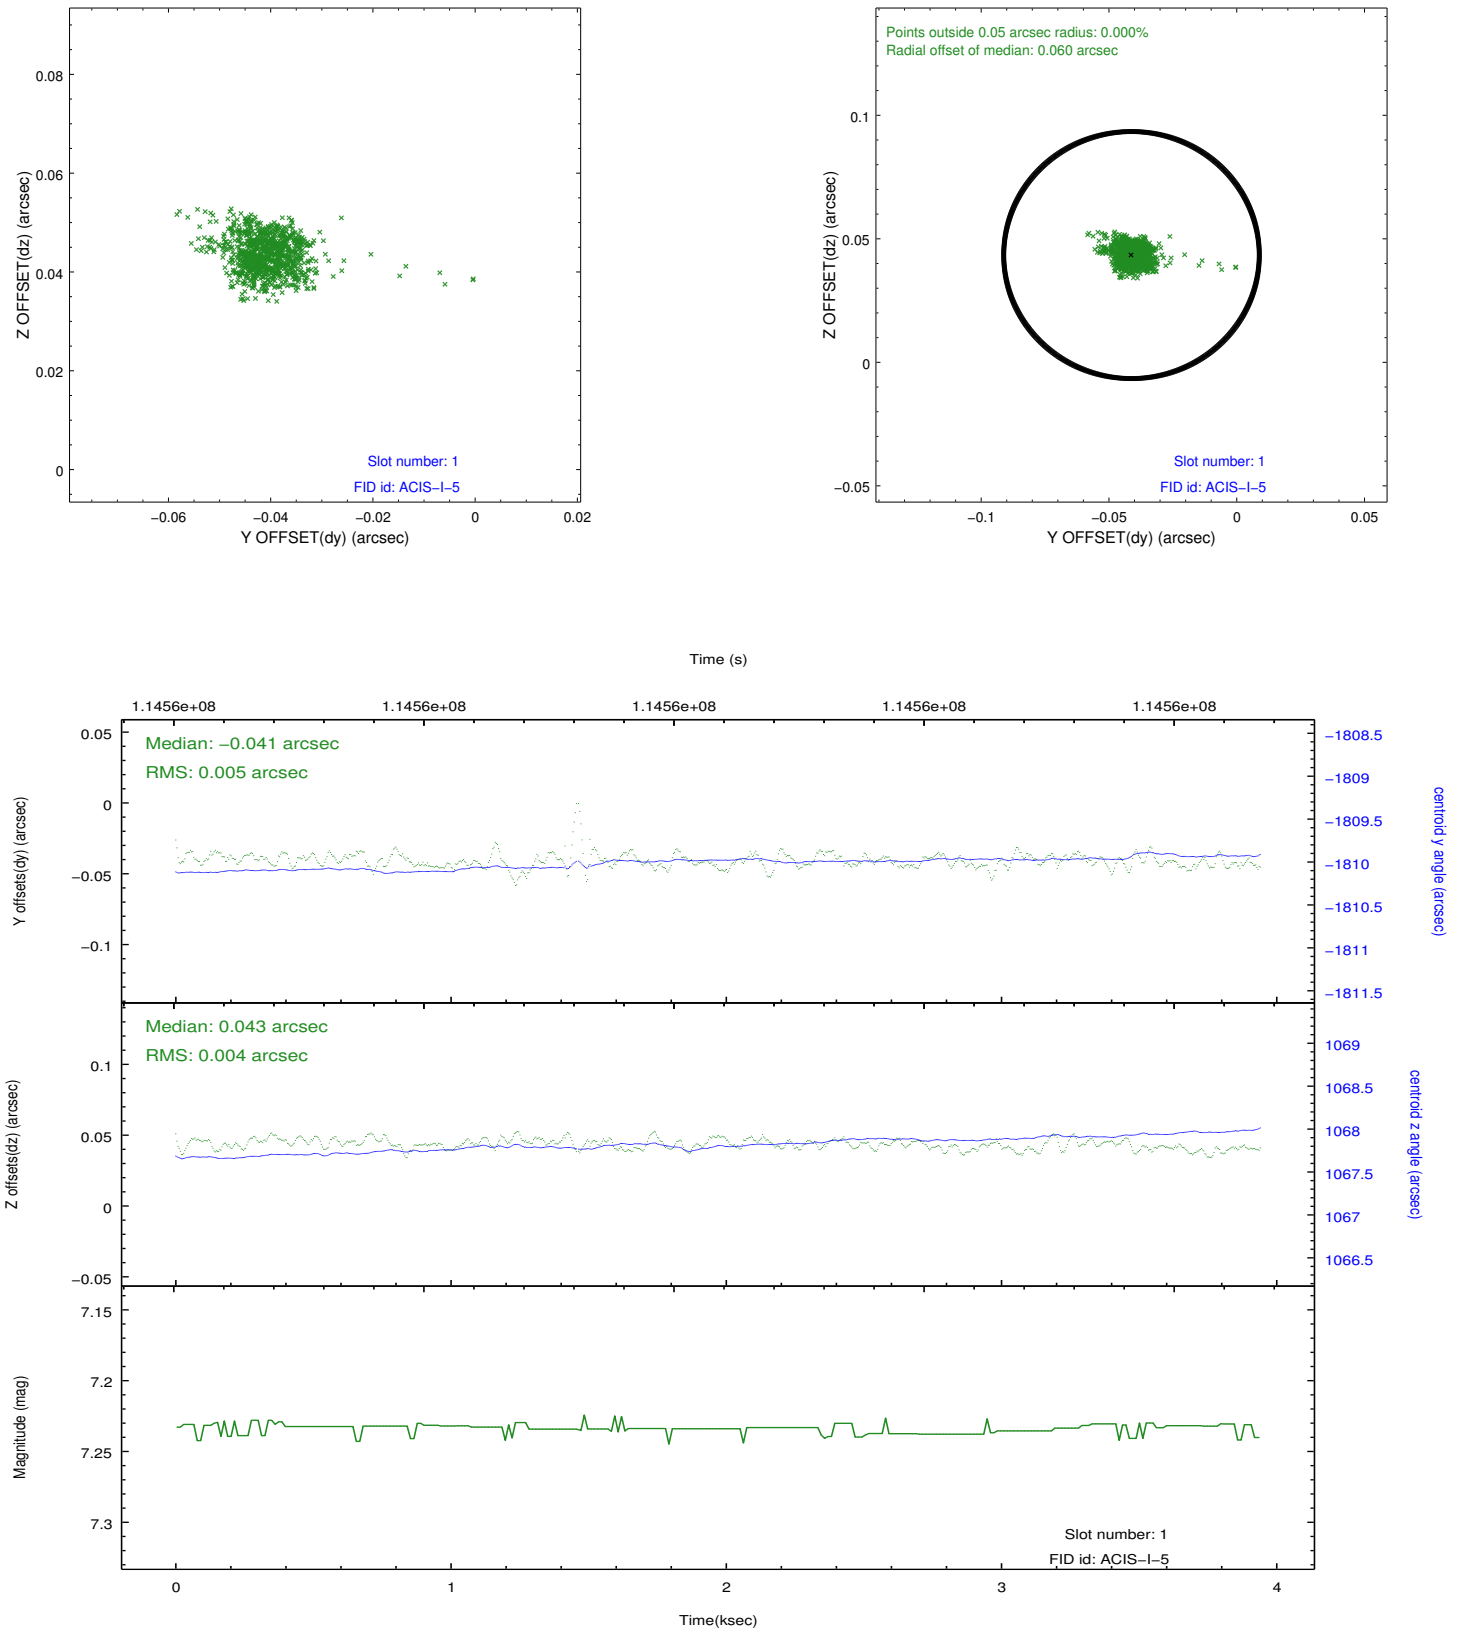 0.08
0.06
0.04
0.02
0
Z OFFSET(dz) (arcsec)
Slot number: 1
FID id: ACIS−I−5
−0.06 −0.04 −0.02 0 0.02
Y OFFSET(dy) (arcsec)
Points outside 0.05 arcsec radius: 0.000%
Radial offset of median: 0.060 arcsec
0.1
0.05
0
−0.05
Z OFFSET(dz) (arcsec)
Slot number: 1
FID id: ACIS−I−5
−0.1 −0.05 0 0.05
Y OFFSET(dy) (arcsec)
Time (s)
1.1456e+08 1.1456e+08 1.1456e+08 1.1456e+08 1.1456e+08
Median: −0.041 arcsec
RMS: 0.005 arcsec
0.05
0
−0.05
−0.1
Y offsets(dy) (arcsec)
−1808.5
−1809
−1809.5
−1810
−1810.5
−1811
−1811.5
centroid y angle (arcsec)
Median: 0.043 arcsec
RMS: 0.004 arcsec
0.1
0.05
0
−0.05
Z offsets(dz) (arcsec)
1069
1068.5
1068
1067.5
1067
1066.5
centroid z angle (arcsec)
7.15
7.2
7.25
7.3
Magnitude (mag)
Slot number: 1
FID id: ACIS−I−5
0 1 2 3 4
Time(ksec)